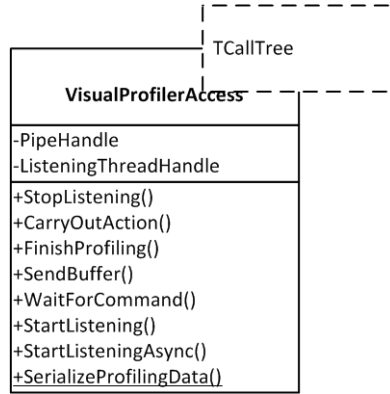 TCallTree
VisualProfilerAccess
-PipeHandle
-ListeningThreadHandle
+StopListening()
+CarryOutAction()
+FinishProfiling()
+SendBuffer()
+WaitForCommand()
+StartListening()
+StartListeningAsync()
+SerializeProfilingData()